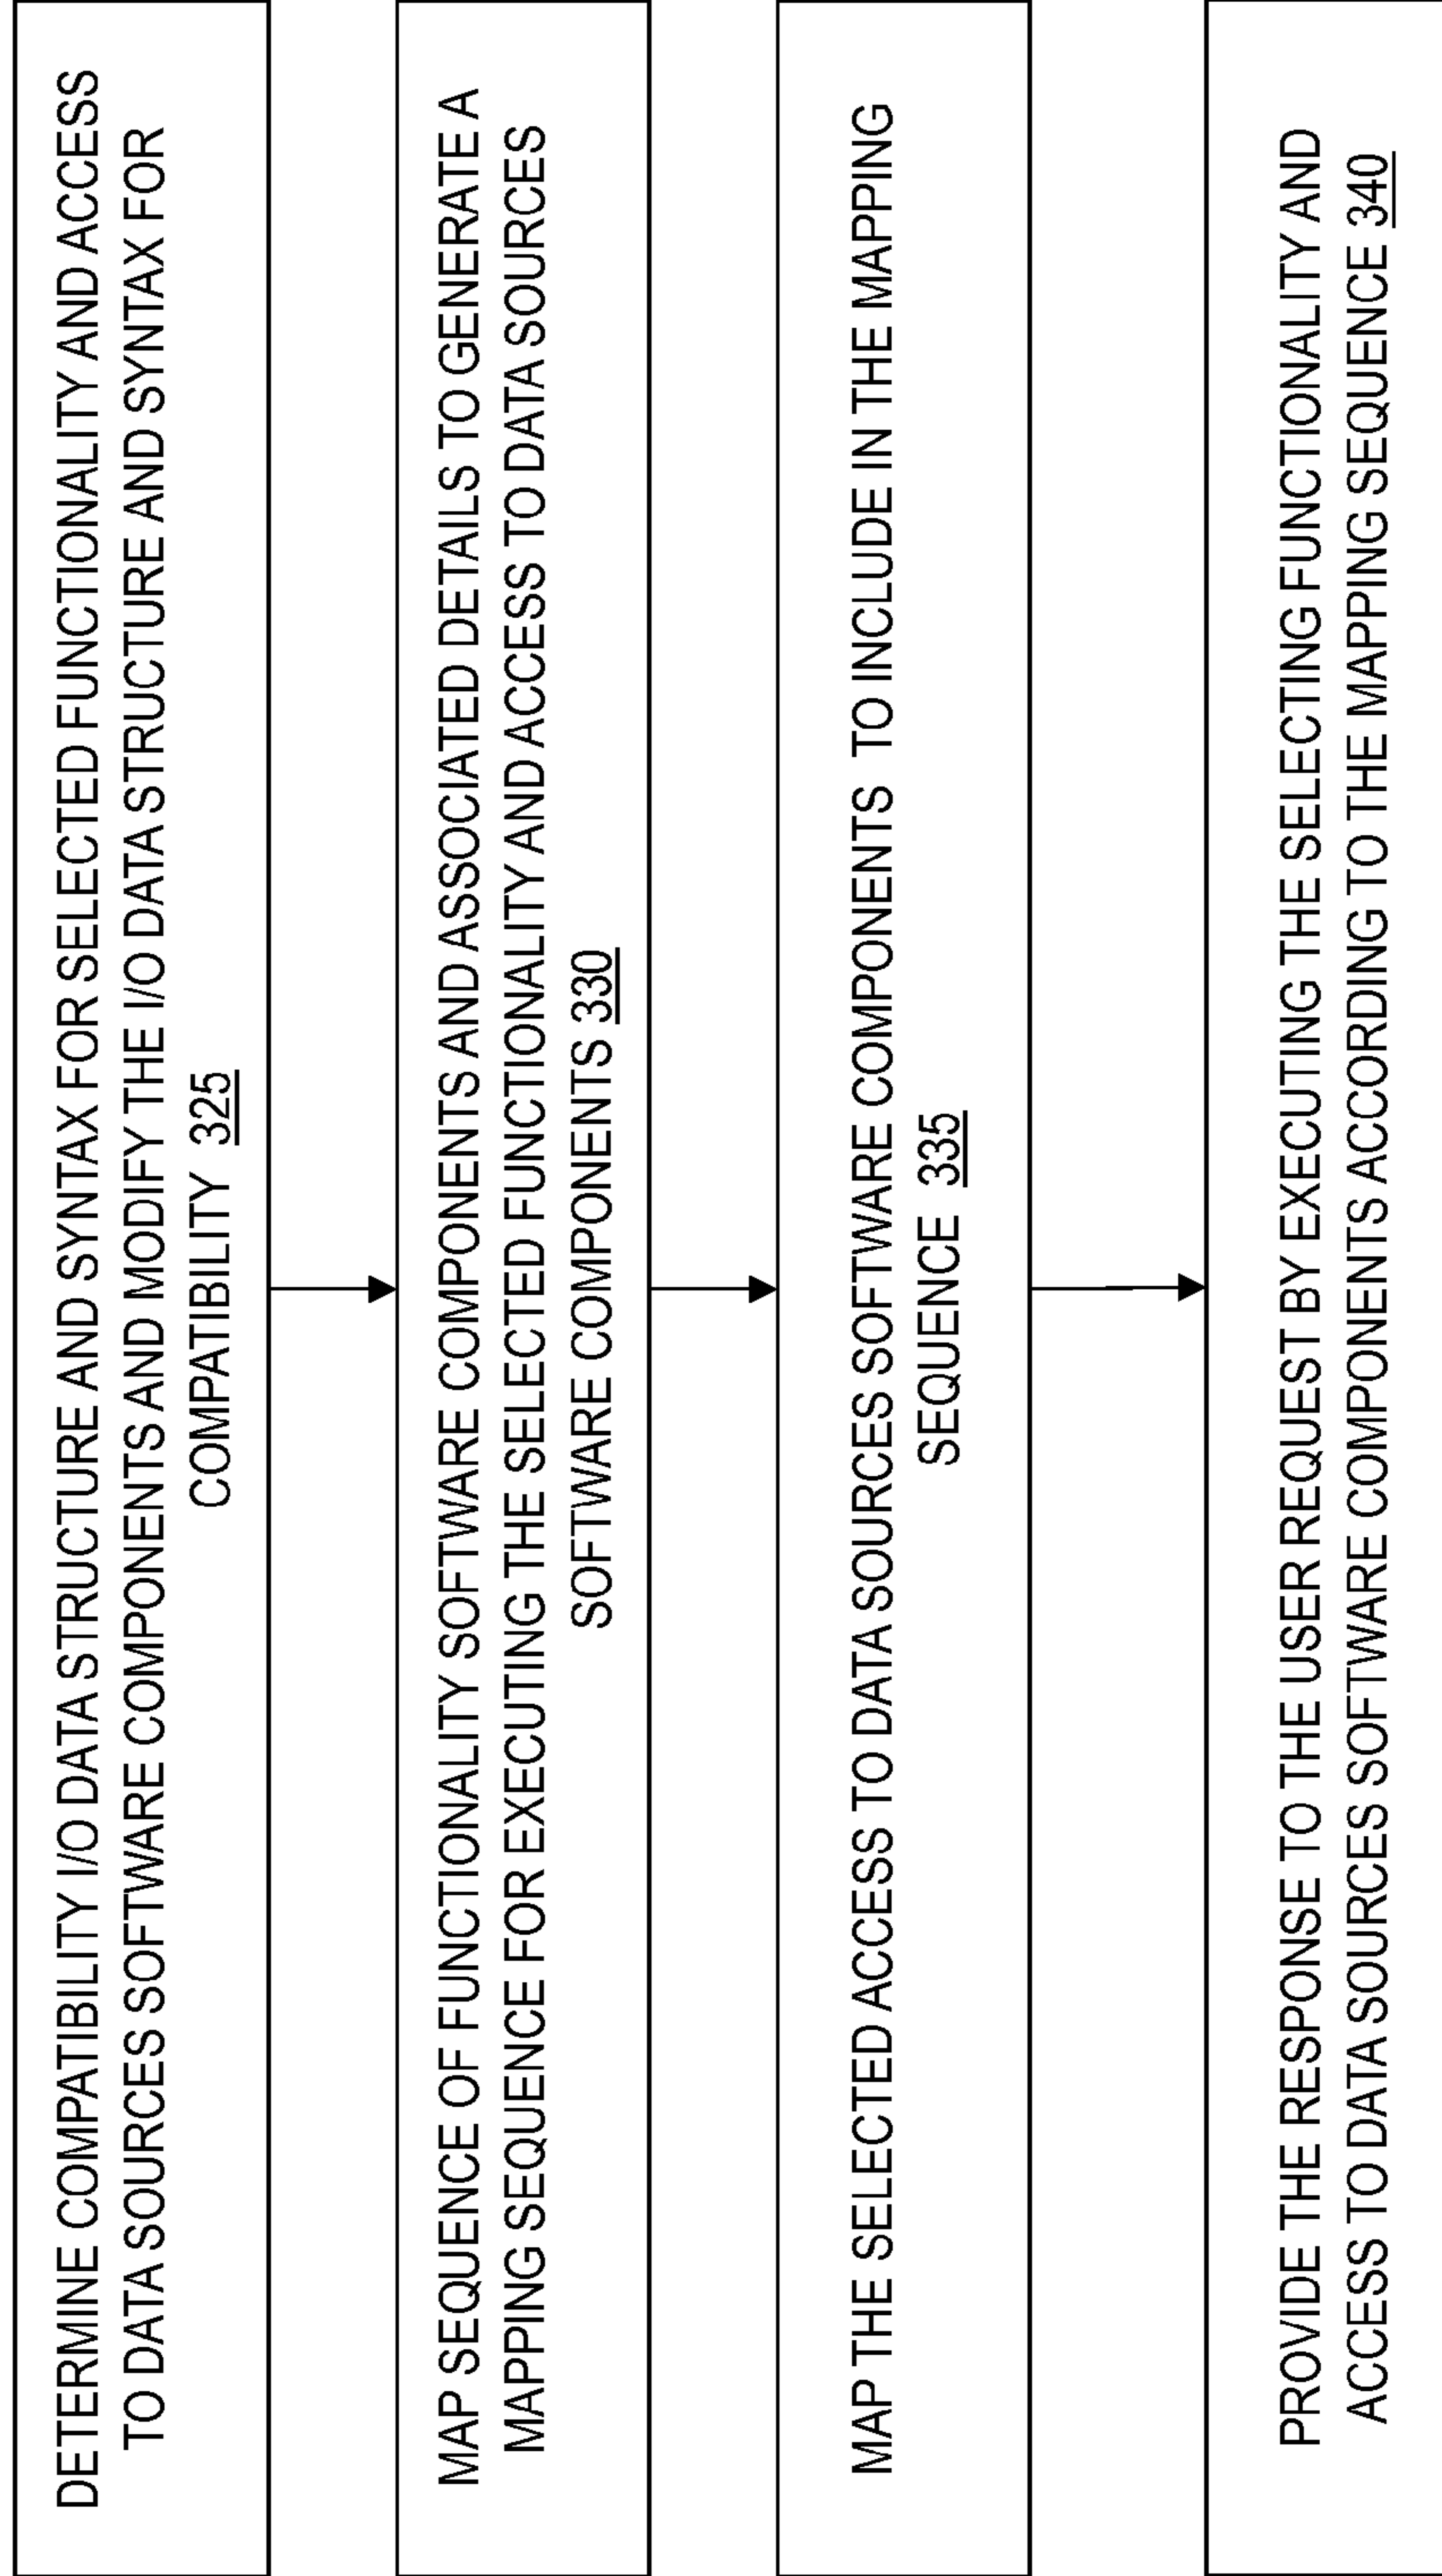 DETERMINE COMPATIBILITY I/O DATA STRUCTURE AND SYNTAX FOR SELECTED FUNCTIONALITY AND ACCESS
TO DATA SOURCES SOFTWARE COMPONENTS AND MODIFY THE I/O DATA STRUCTURE AND SYNTAX FOR
COMPATIBILITY 325
MAP SEQUENCE OF FUNCTIONALITY SOFTWARE COMPONENTS AND ASSOCIATED DETAILS TO GENERATE A
MAPPING SEQUENCE FOR EXECUTING THE SELECTED FUNCTIONALITY AND ACCESS TO DATA SOURCES
SOFTWARE COMPONENTS 330
MAP THE SELECTED ACCESS TO DATA SOURCES SOFTWARE COMPONENTS TO INCLUDE IN THE MAPPING
SEQUENCE 335
PROVIDE THE RESPONSE TO THE USER REQUEST BY EXECUTING THE SELECTING FUNCTIONALITY AND
ACCESS TO DATA SOURCES SOFTWARE COMPONENTS ACCORDING TO THE MAPPING SEQUENCE 340